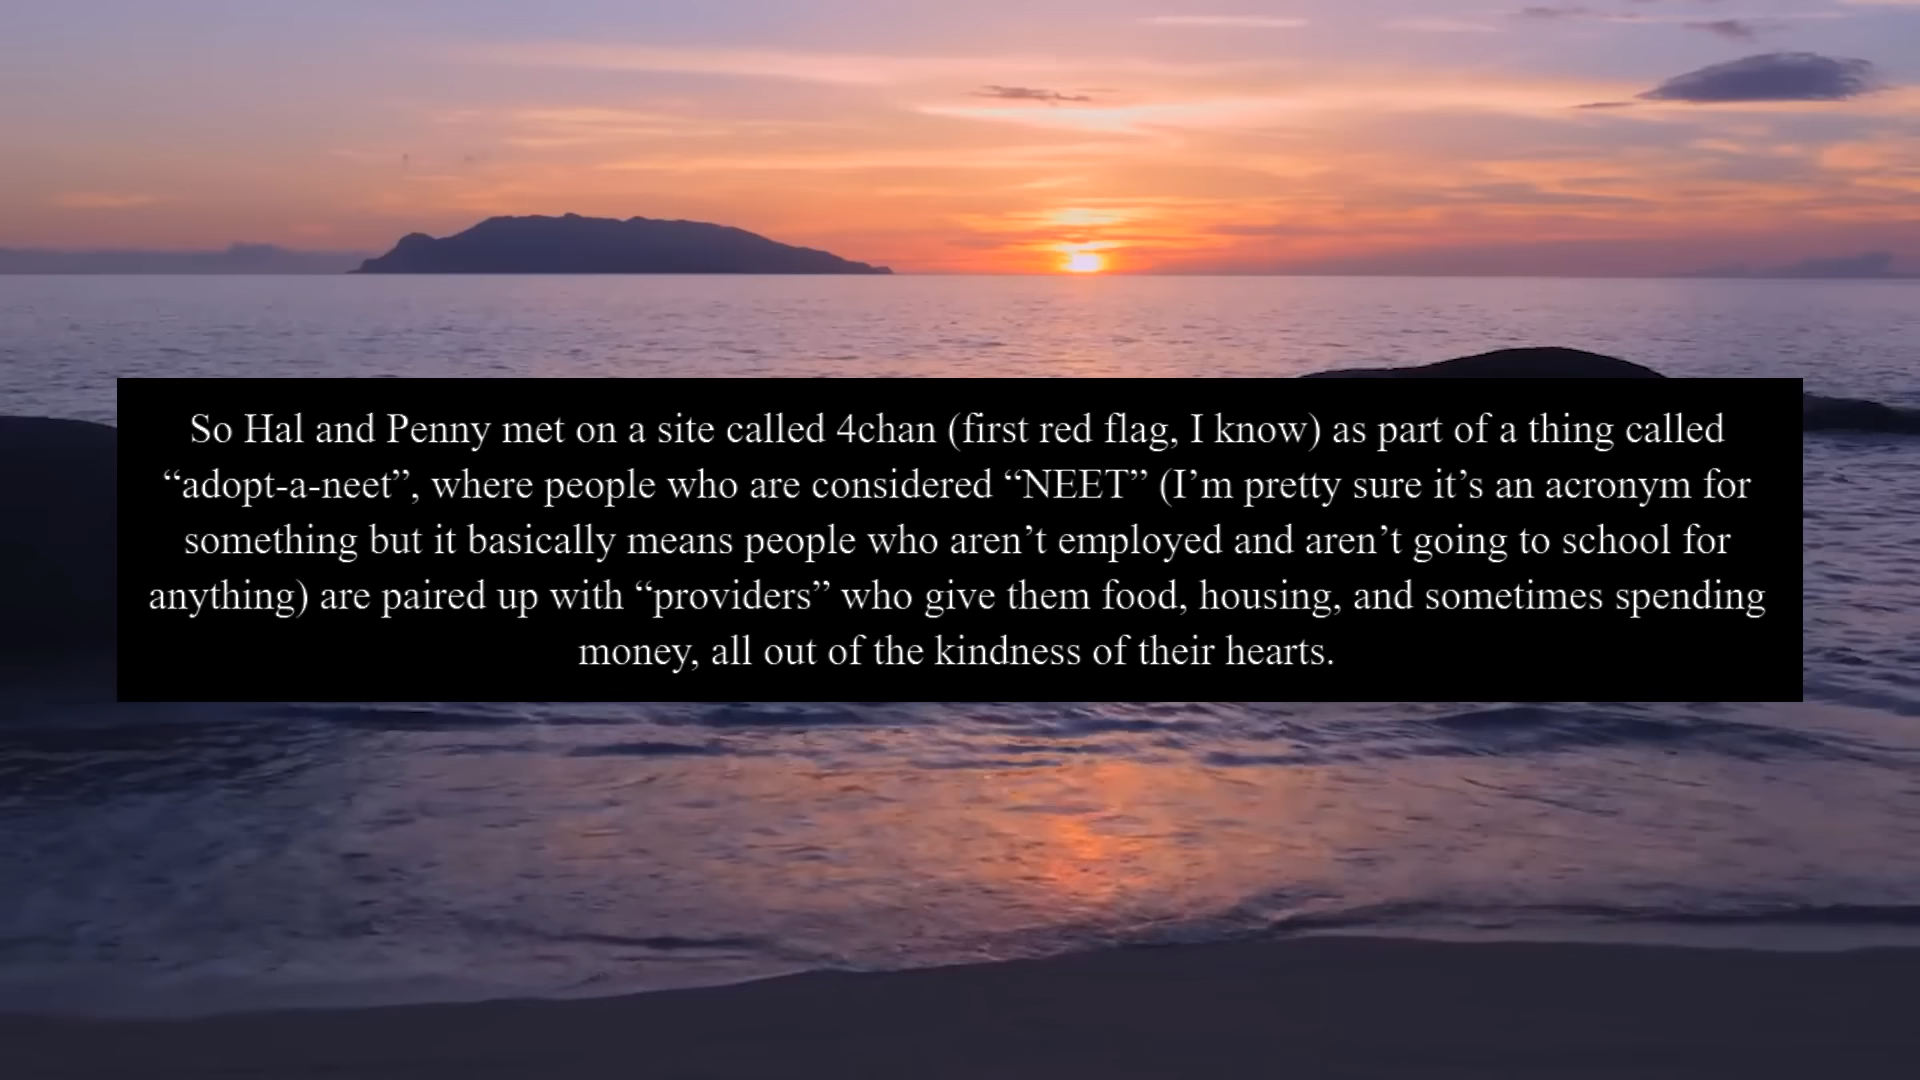 So Hal and Penny met on a site called 4chan (first red flag, I know) as part of a thing called
“adopt-a-neet”, where people who are considered “NEET” (I’m pretty sure it’s an acronym for
something but it basically means people who aren’t employed and aren’t going to school for
anything) are paired up with “providers” who give them food, housing, and sometimes spending
money, all out of the kindness of their hearts.